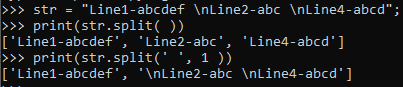 >>> str = "Line1-abcdef \nLine2-abc \nLine4-abcd";
>>> print(str.split( ))
['Line1-abcdef', 'Line2-abc', 'Line4-abcd']
>>> print(str.split(' ', 1 ))
['Line1-abcdef', '\nLine2-abc \nLine4-abcd']